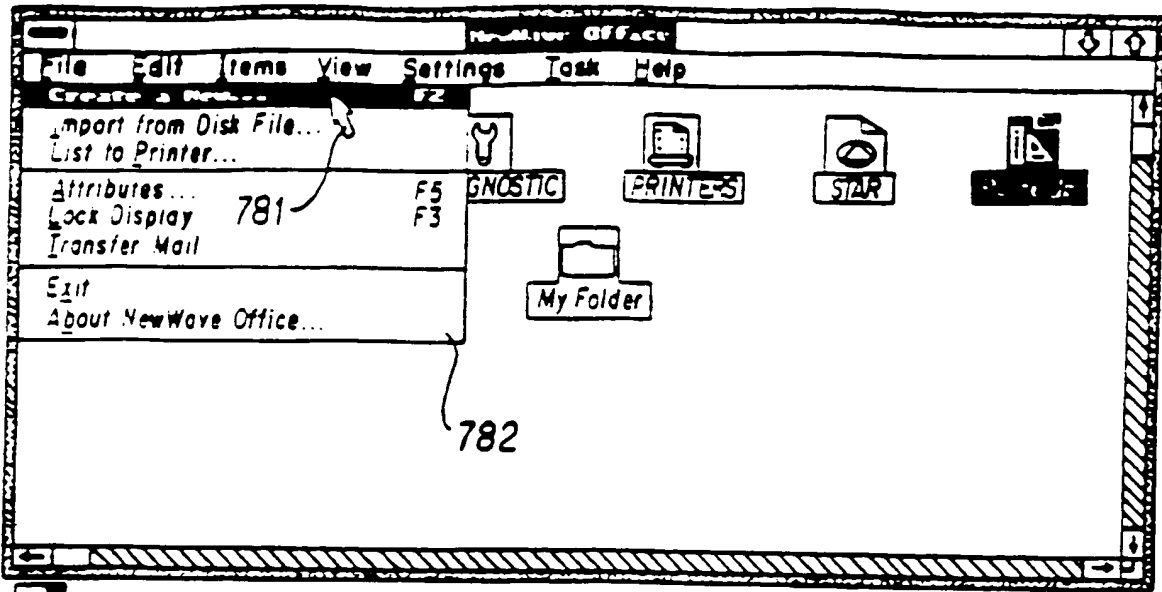 NewWave Office
File Edit Items View Settings Task Help
Create a New... F2
Import from Disk File...
List to Printer...
Attributes... F5
Lock Display F3
Transfer Mail
Exit
About NewWave Office...
781
782
GNOSTIC
PRINTERS
STAR
My Folder